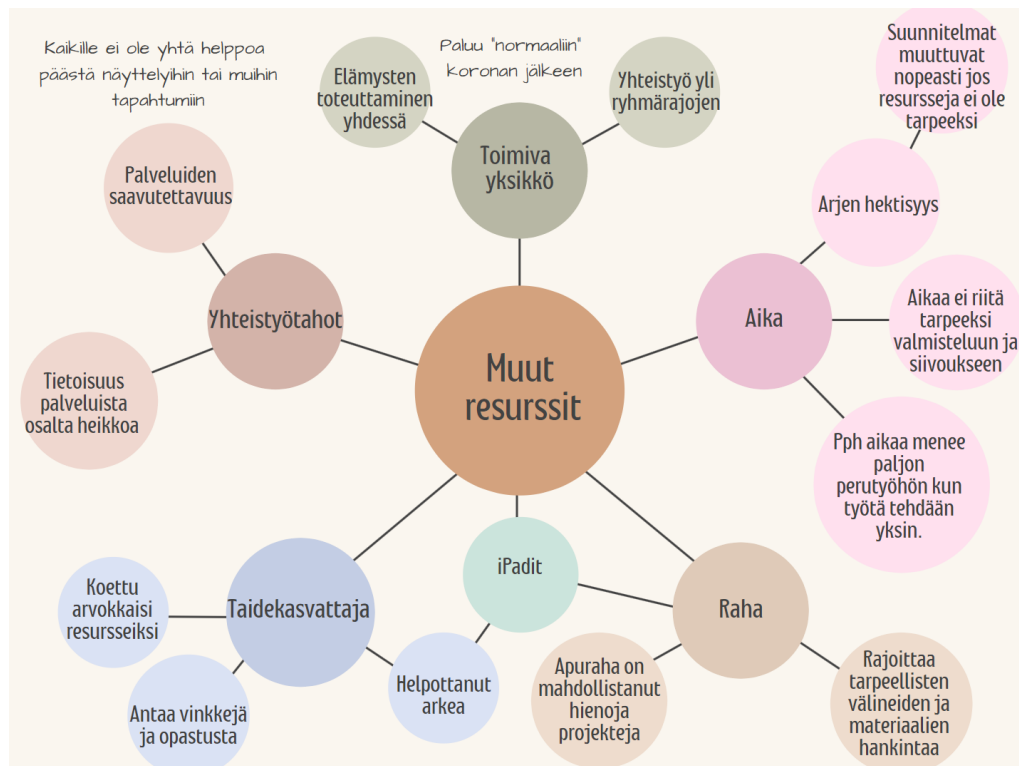 Kaikille ei ole yhtä helppoa
päästä näyttelyihin tai muihin
tapahtumiin
Paluu "normaaliin"
koronan jälkeen
Elämysten
toteuttaminen
yhdessä
Yhteistyö yli
ryhmärajojen
Suunnitelmat
muuttuvat
nopeasti jos
resursseja ei ole
tarpeeksi
Toimiva
yksikkö
Palveluiden
saavutettavuus
Arjen hektisyys
Yhteistyötahot
Aika
Aikaa ei riitä
tarpeeksi
valmisteluun ja
siivoukseen
Muut
resurssit
Tietoisuus
palveluista
osalta heikkoa
Pph aikaa menee
paljon
perutyöhön kun
työtä tehdään
yksin.
iPadit
Taidekasvattaja
Raha
Koettu
arvokkaisi
resursseiksi
Helpottanut
arkea
Antaa vinkkejä
ja opastusta
Apuraha on
mahdollistanut
hienoja
projekteja
Rajoittaa
tarpeellisten
välineiden ja
materiaalien
hankintaa